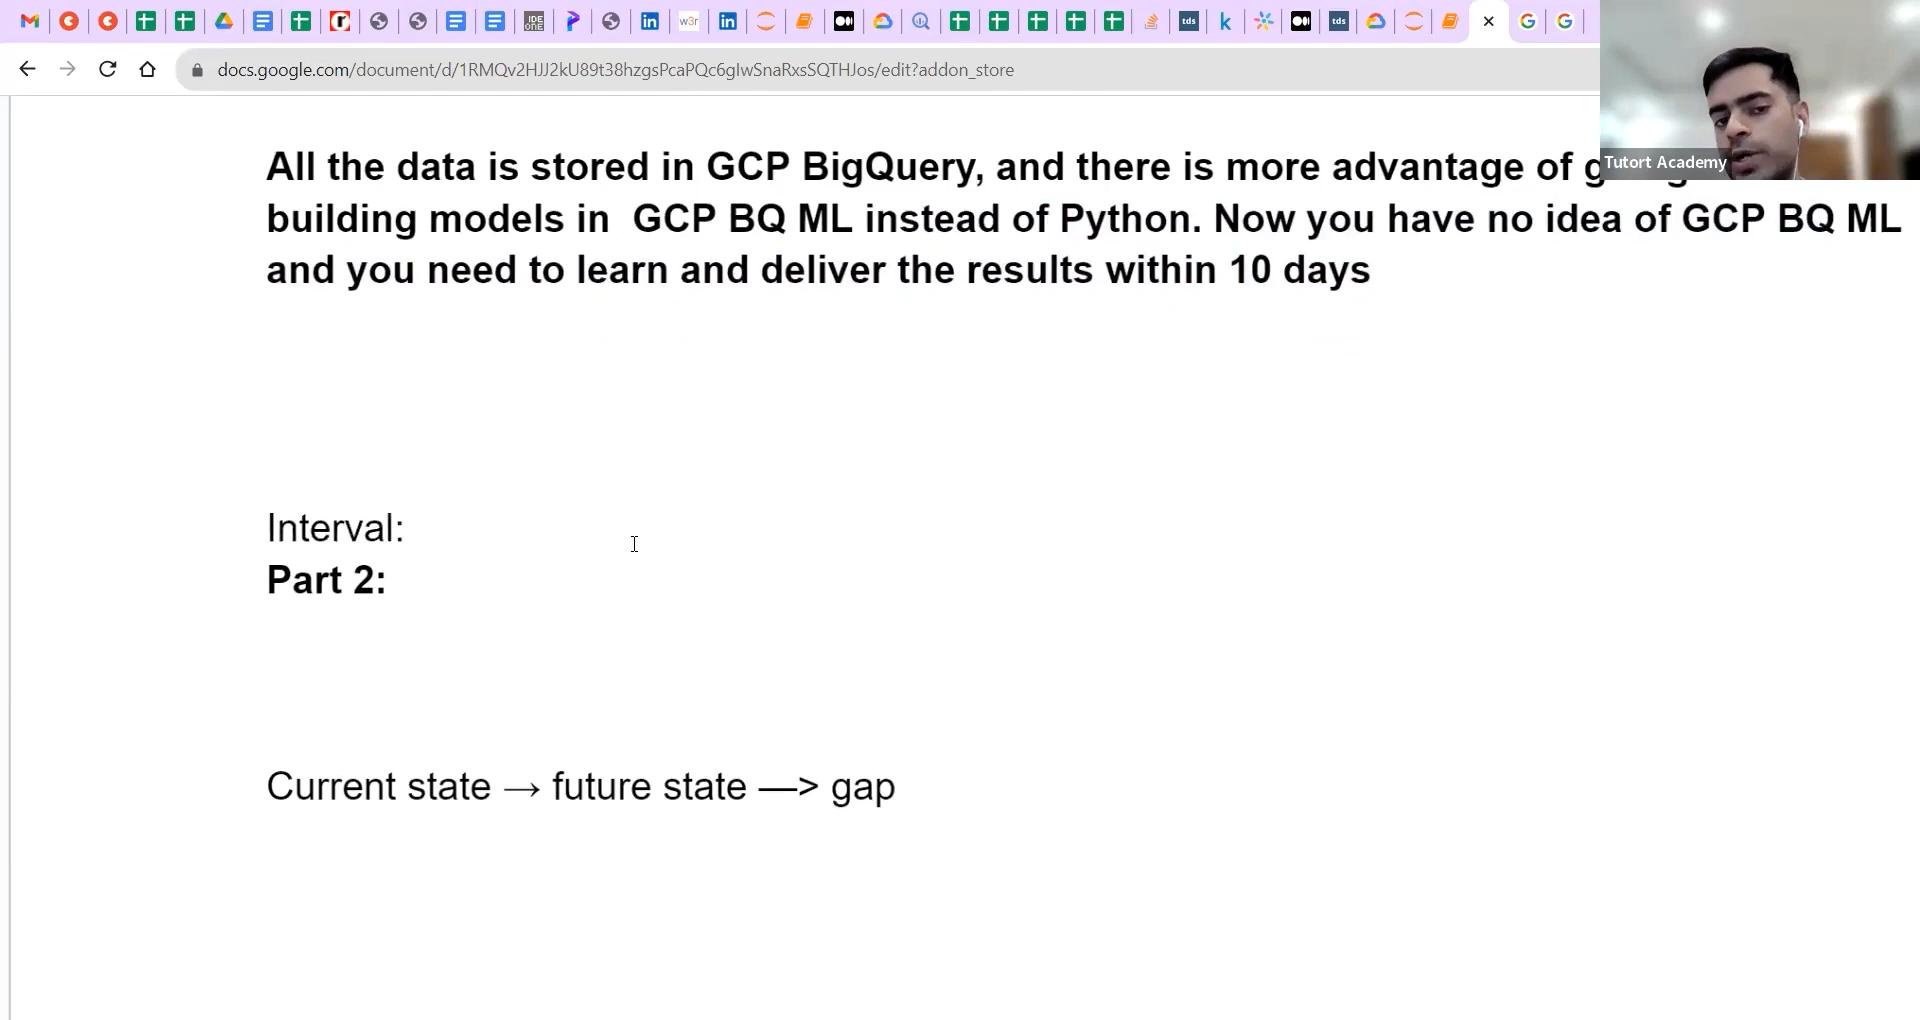 docs.google.com/document/d/1RMQv2HJJ2kU89t38hzgsPcaPQc6gIwSnaRxsSQTHJos/edit?addon_store
Tutort Academy
All the data is stored in GCP BigQuery, and there is more advantage of
building models in GCP BQ ML instead of Python. Now you have no idea of GCP BQ ML
and you need to learn and deliver the results within 10 days
Interval:
Part 2:
Current state → future state —> gap